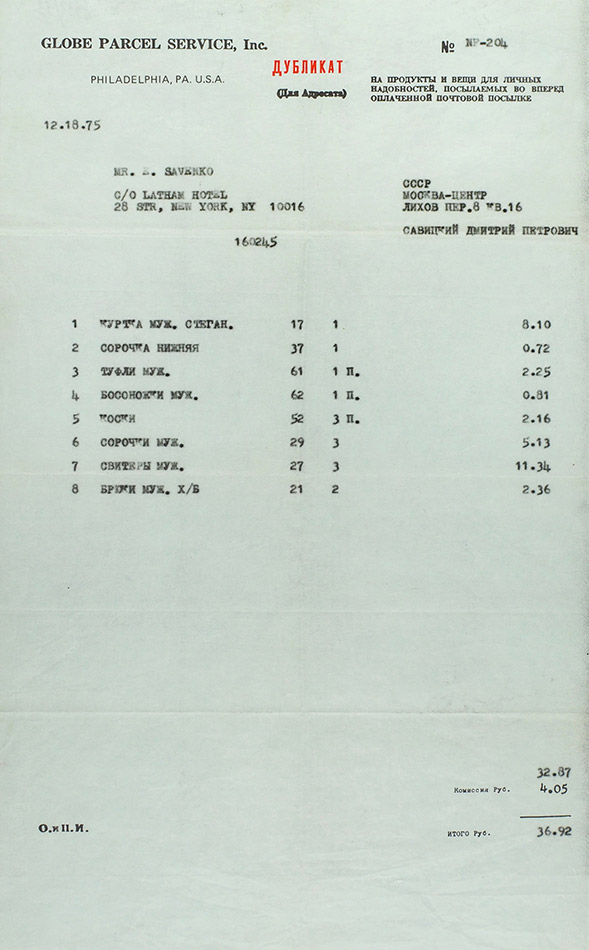 GLOBE PARCEL SERVICE, Inc.
№ NP-204
PHILADELPHIA, PA. U.S.A.
ДУБЛИКАТ
(Для Адресата)
НА ПРОДУКТЫ И ВЕЩИ ДЛЯ ЛИЧНЫХ
НАДОБНОСТЕЙ, ПОСЫЛАЕМЫХ ВО ВПЕРЕД
ОПЛАЧЕННОЙ ПОЧТОВОЙ ПОСЫЛКЕ
12.18.75
MR. E. SAVENKO
C/O LATHAM HOTEL
28 STR, NEW YORK, NY 10016
160245
СССР
МОСКВА-ЦЕНТР
ЛИХОВ ПЕР.8 КВ.16
САВИЦКИЙ ДМИТРИЙ ПЕТРОВИЧ
1 КУРТКА МУЖ. СТЕГАН. 17 1 8.10
2 СОРОЧКА НИЖНЯЯ 37 1 0.72
3 ТУФЛИ МУЖ. 61 1 П. 2.25
4 БОСОНОЖКИ МУЖ. 62 1 П. 0.81
5 НОСКИ 52 3 П. 2.16
6 СОРОЧКИ МУЖ. 29 3 5.13
7 СВИТЕРЫ МУЖ. 27 3 11.34
8 БРЮКИ МУЖ. Х/Б 21 2 2.36
32.87
Комиссия Руб. 4.05
О.иП.И.
ИТОГО Руб. 36.92